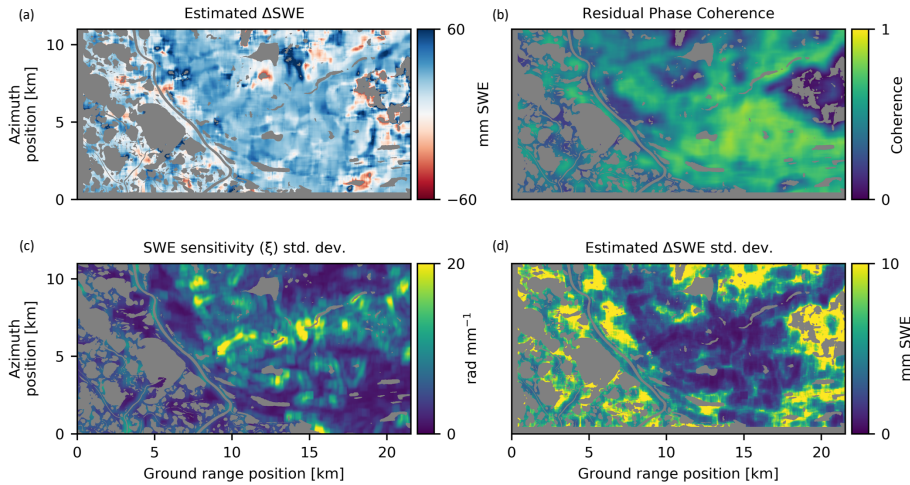 (a) Estimated ΔSWE
(b) Residual Phase Coherence
Azimuth
position [km]
10
5
0
60
−60
mm SWE
1
0
Coherence
(c) SWE sensitivity (ξ) std. dev.
(d) Estimated ΔSWE std. dev.
Azimuth
position [km]
10
5
0
20
0
rad mm⁻¹
10
0
mm SWE
0 5 10 15 20
0 5 10 15 20
Ground range position [km]
Ground range position [km]